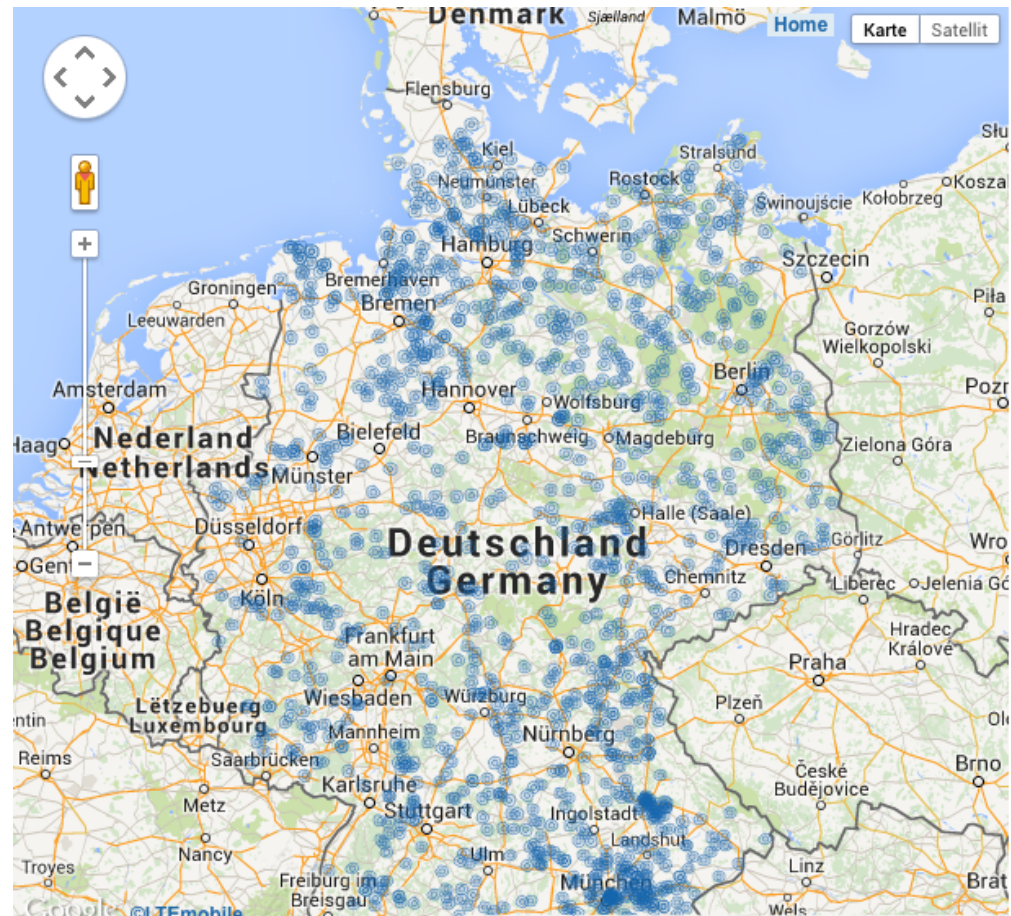 Denmark
Sjælland
Malmö
Home
Karte
Satellit
Flensburg
Kiel
Stralsund
Neumünster
Rostock
Koszal
Kołobrzeg
Świnoujście
Lübeck
Schwerin
Hamburg
Szczecin
Bremerhaven
Groningen
Piła
Bremen
Leeuwarden
Gorzów
Wielkopolski
Berlin
Amsterdam
Hannover
Wolfsburg
Bielefeld
Braunschweig
Magdeburg
Zielona Góra
Haag
Nederland
Netherlands
Münster
Halle (Saale)
Antwerpen
Düsseldorf
Deutschland
Germany
Dresden
Görlitz
Wro
Gent
Chemnitz
Liberec
Jelenia Gó
Köln
België
Belgique
Belgium
Hradec
Králové
Frankfurt
am Main
Praha
Wiesbaden
Würzburg
Plzeň
Lëtzebuerg
Luxembourg
Mannheim
Nürnberg
Reims
Saarbrücken
Brno
České
Budějovice
Karlsruhe
Metz
Stuttgart
Ingolstadt
Landshut
Nancy
Ulm
Troyes
Linz
Freiburg im
Breisgau
München
Brat
Google
©LTEmobile
Wels